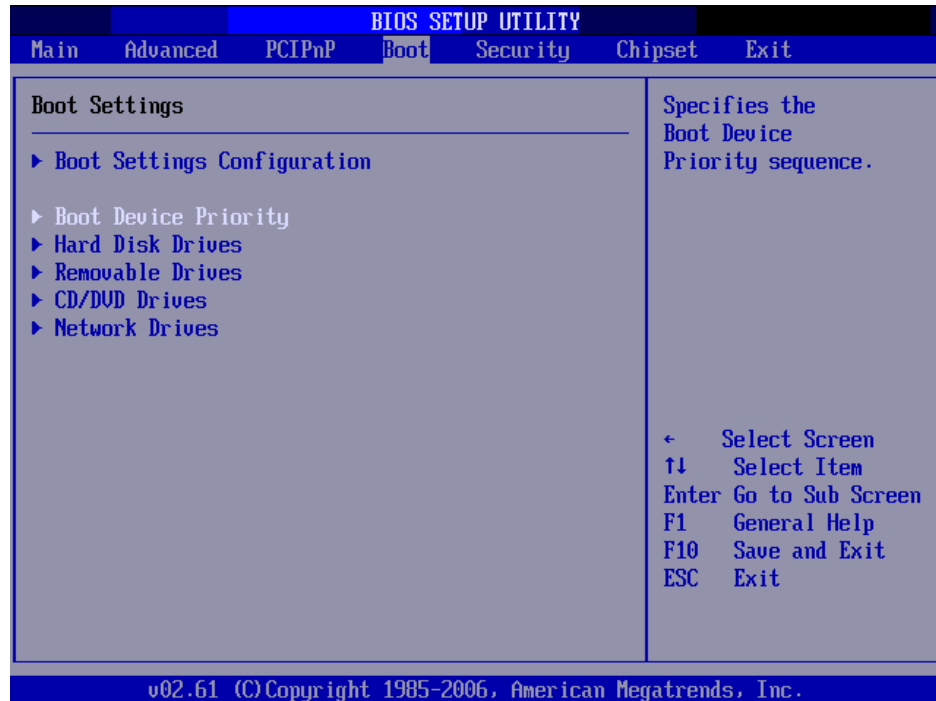 BIOS SETUP UTILITY
Main Advanced PCIPnP Boot Security Chipset Exit
Boot Settings
▶ Boot Settings Configuration
▶ Boot Device Priority
▶ Hard Disk Drives
▶ Removable Drives
▶ CD/DVD Drives
▶ Network Drives
Specifies the
Boot Device
Priority sequence.
← Select Screen
↑↓ Select Item
Enter Go to Sub Screen
F1 General Help
F10 Save and Exit
ESC Exit
v02.61 (C)Copyright 1985-2006, American Megatrends, Inc.